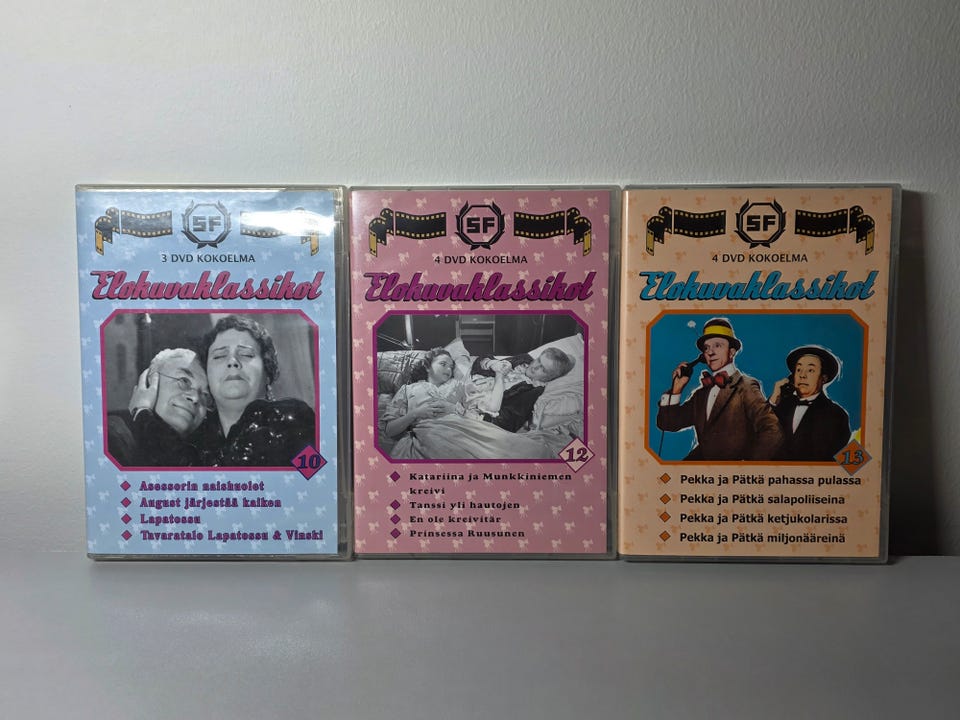 SF
3 DVD KOKOELMA
Elokuvaklassikot
10
Asessorin naishuolet
August järjestää kaiken
Lapatossu
Tavaratalo Lapatossu & Vinski
SF
4 DVD KOKOELMA
Elokuvaklassikot
12
Katariina ja Munkkiniemen
kreivi
Tanssi yli hautojen
En ole kreivitär
Prinsessa Ruusunen
SF
4 DVD KOKOELMA
Elokuvaklassikot
13
Pekka ja Pätkä pahassa pulassa
Pekka ja Pätkä salapoliiseina
Pekka ja Pätkä ketjukolarissa
Pekka ja Pätkä miljonääreinä